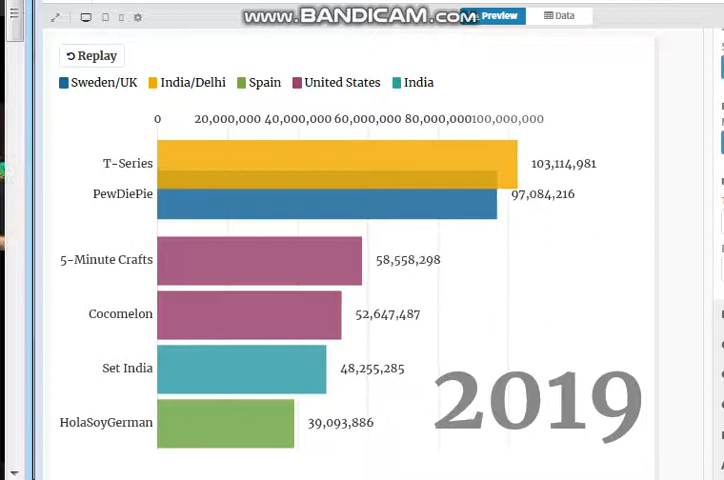 WWW.BANDICAM.COM
Preview
Data
Replay
Sweden/UK India/Delhi Spain United States India
0 20,000,000 40,000,000 60,000,000 80,000,000 100,000,000
T-Series 103,114,981
PewDiePie 97,084,216
5-Minute Crafts 58,558,298
Cocomelon 52,647,487
Set India 48,255,285
HolaSoyGerman 39,093,886
2019